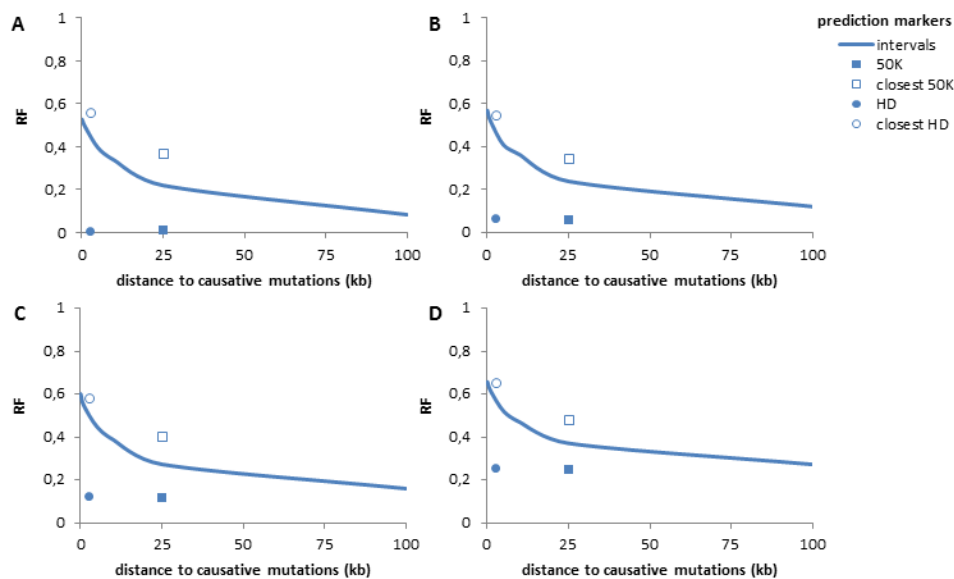 A
1
0,8
0,6
0,4
0,2
0
RF
0 25 50 75 100
distance to causative mutations (kb)
B
1
0,8
0,6
0,4
0,2
0
RF
0 25 50 75 100
distance to causative mutations (kb)
prediction markers
intervals
50K
closest 50K
HD
closest HD
C
1
0,8
0,6
0,4
0,2
0
RF
0 25 50 75 100
distance to causative mutations (kb)
D
1
0,8
0,6
0,4
0,2
0
RF
0 25 50 75 100
distance to causative mutations (kb)